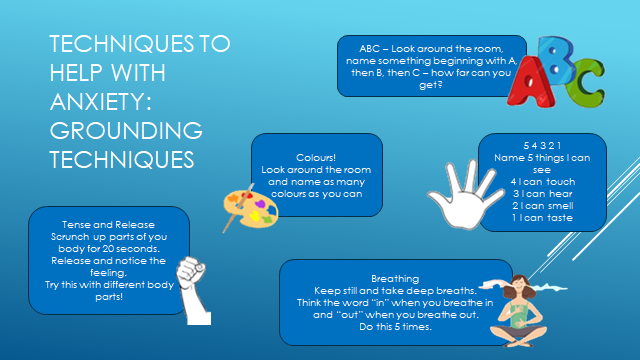 TECHNIQUES TO
HELP WITH
ANXIETY:
GROUNDING
TECHNIQUES
ABC – Look around the room,
name something beginning with A,
then B, then C – how far can you
get?
ABC
Colours!
Look around the room
and name as many
colours as you can
5 4 3 2 1
Name 5 things I can
see
4 I can touch
3 I can hear
2 I can smell
1 I can taste
Tense and Release
Scrunch up parts of you
body for 20 seconds.
Release and notice the
feeling.
Try this with different body
parts!
Breathing
Keep still and take deep breaths.
Think the word “in” when you breathe in
and “out” when you breathe out.
Do this 5 times.